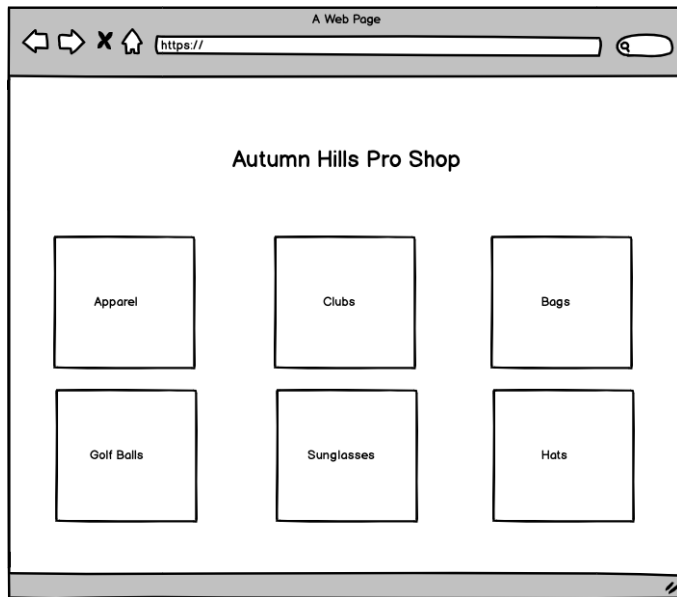 A Web Page
https://
Autumn Hills Pro Shop
Apparel
Clubs
Bags
Golf Balls
Sunglasses
Hats